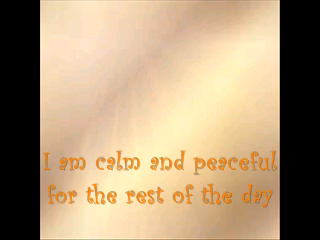 I am calm and peaceful
for the rest of the day